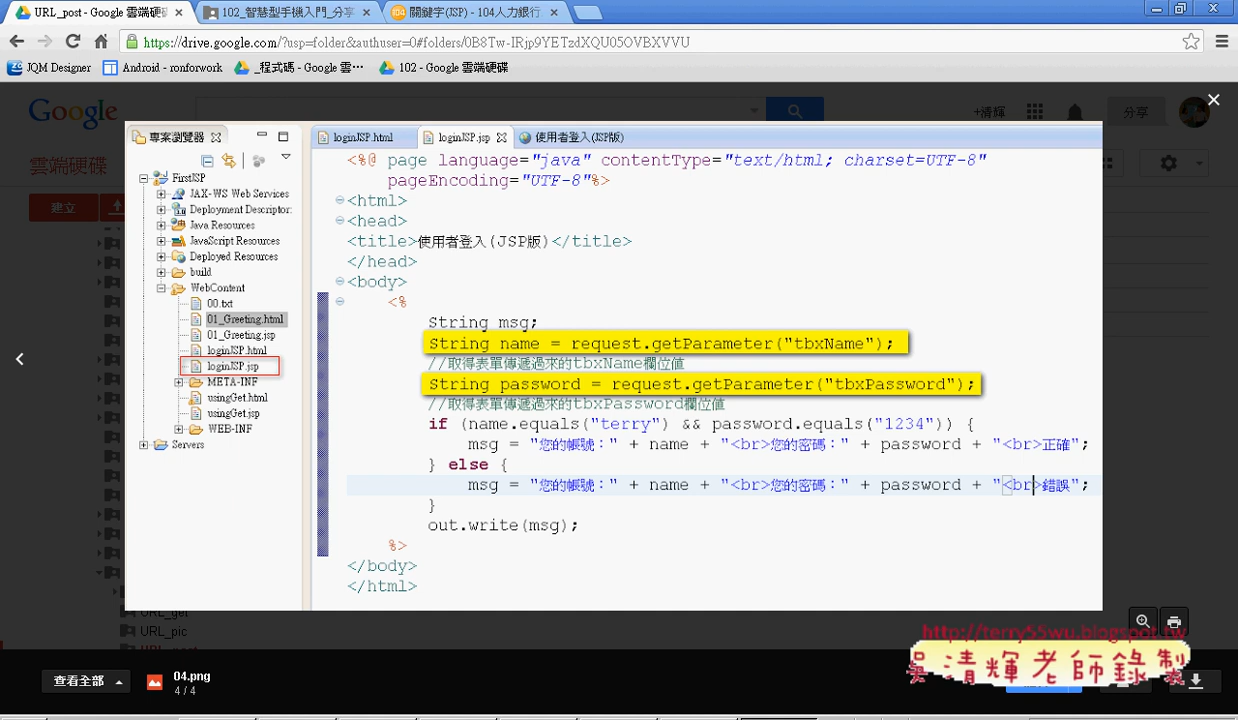 URL_post - Google 雲端硬碟
102_智慧型手機入門_分享
關鍵字(JSP) - 104人力銀行
https://drive.google.com/?usp=folder&authuser=0#folders/0B8Tw-IRjp9YETzdXQU05OVBXVVU
JQM Designer
Android - ronforwork
_程式碼 - Google 雲…
102 - Google 雲端硬碟
Google
+清輝
分享
雲端硬碟
建立
專案瀏覽器
loginJSP.html
loginJSP.jsp
使用者登入(JSP版)
FirstJSP
JAX-WS Web Services
Deployment Descriptor:
Java Resources
JavaScript Resources
Deployed Resources
build
WebContent
00.txt
01_Greeting.html
01_Greeting.jsp
loginJSP.html
loginJSP.jsp
META-INF
usingGet.html
usingGet.jsp
WEB-INF
Servers
<%@ page language="java" contentType="text/html; charset=UTF-8"
pageEncoding="UTF-8"%>
<html>
<head>
<title>使用者登入(JSP版)</title>
</head>
<body>
<%
String msg;
String name = request.getParameter("tbxName");
//取得表單傳遞過來的tbxName欄位值
String password = request.getParameter("tbxPassword");
//取得表單傳遞過來的tbxPassword欄位值
if (name.equals("terry") && password.equals("1234")) {
msg = "您的帳號：" + name + "<br>您的密碼：" + password + "<br>正確";
} else {
msg = "您的帳號：" + name + "<br>您的密碼：" + password + "<br>錯誤";
}
out.write(msg);
%>
</body>
</html>
URL_get
URL_pic
URL_post
http://terry55wu.blogspot.tw
吳清輝老師錄製
查看全部
04.png
4 / 4